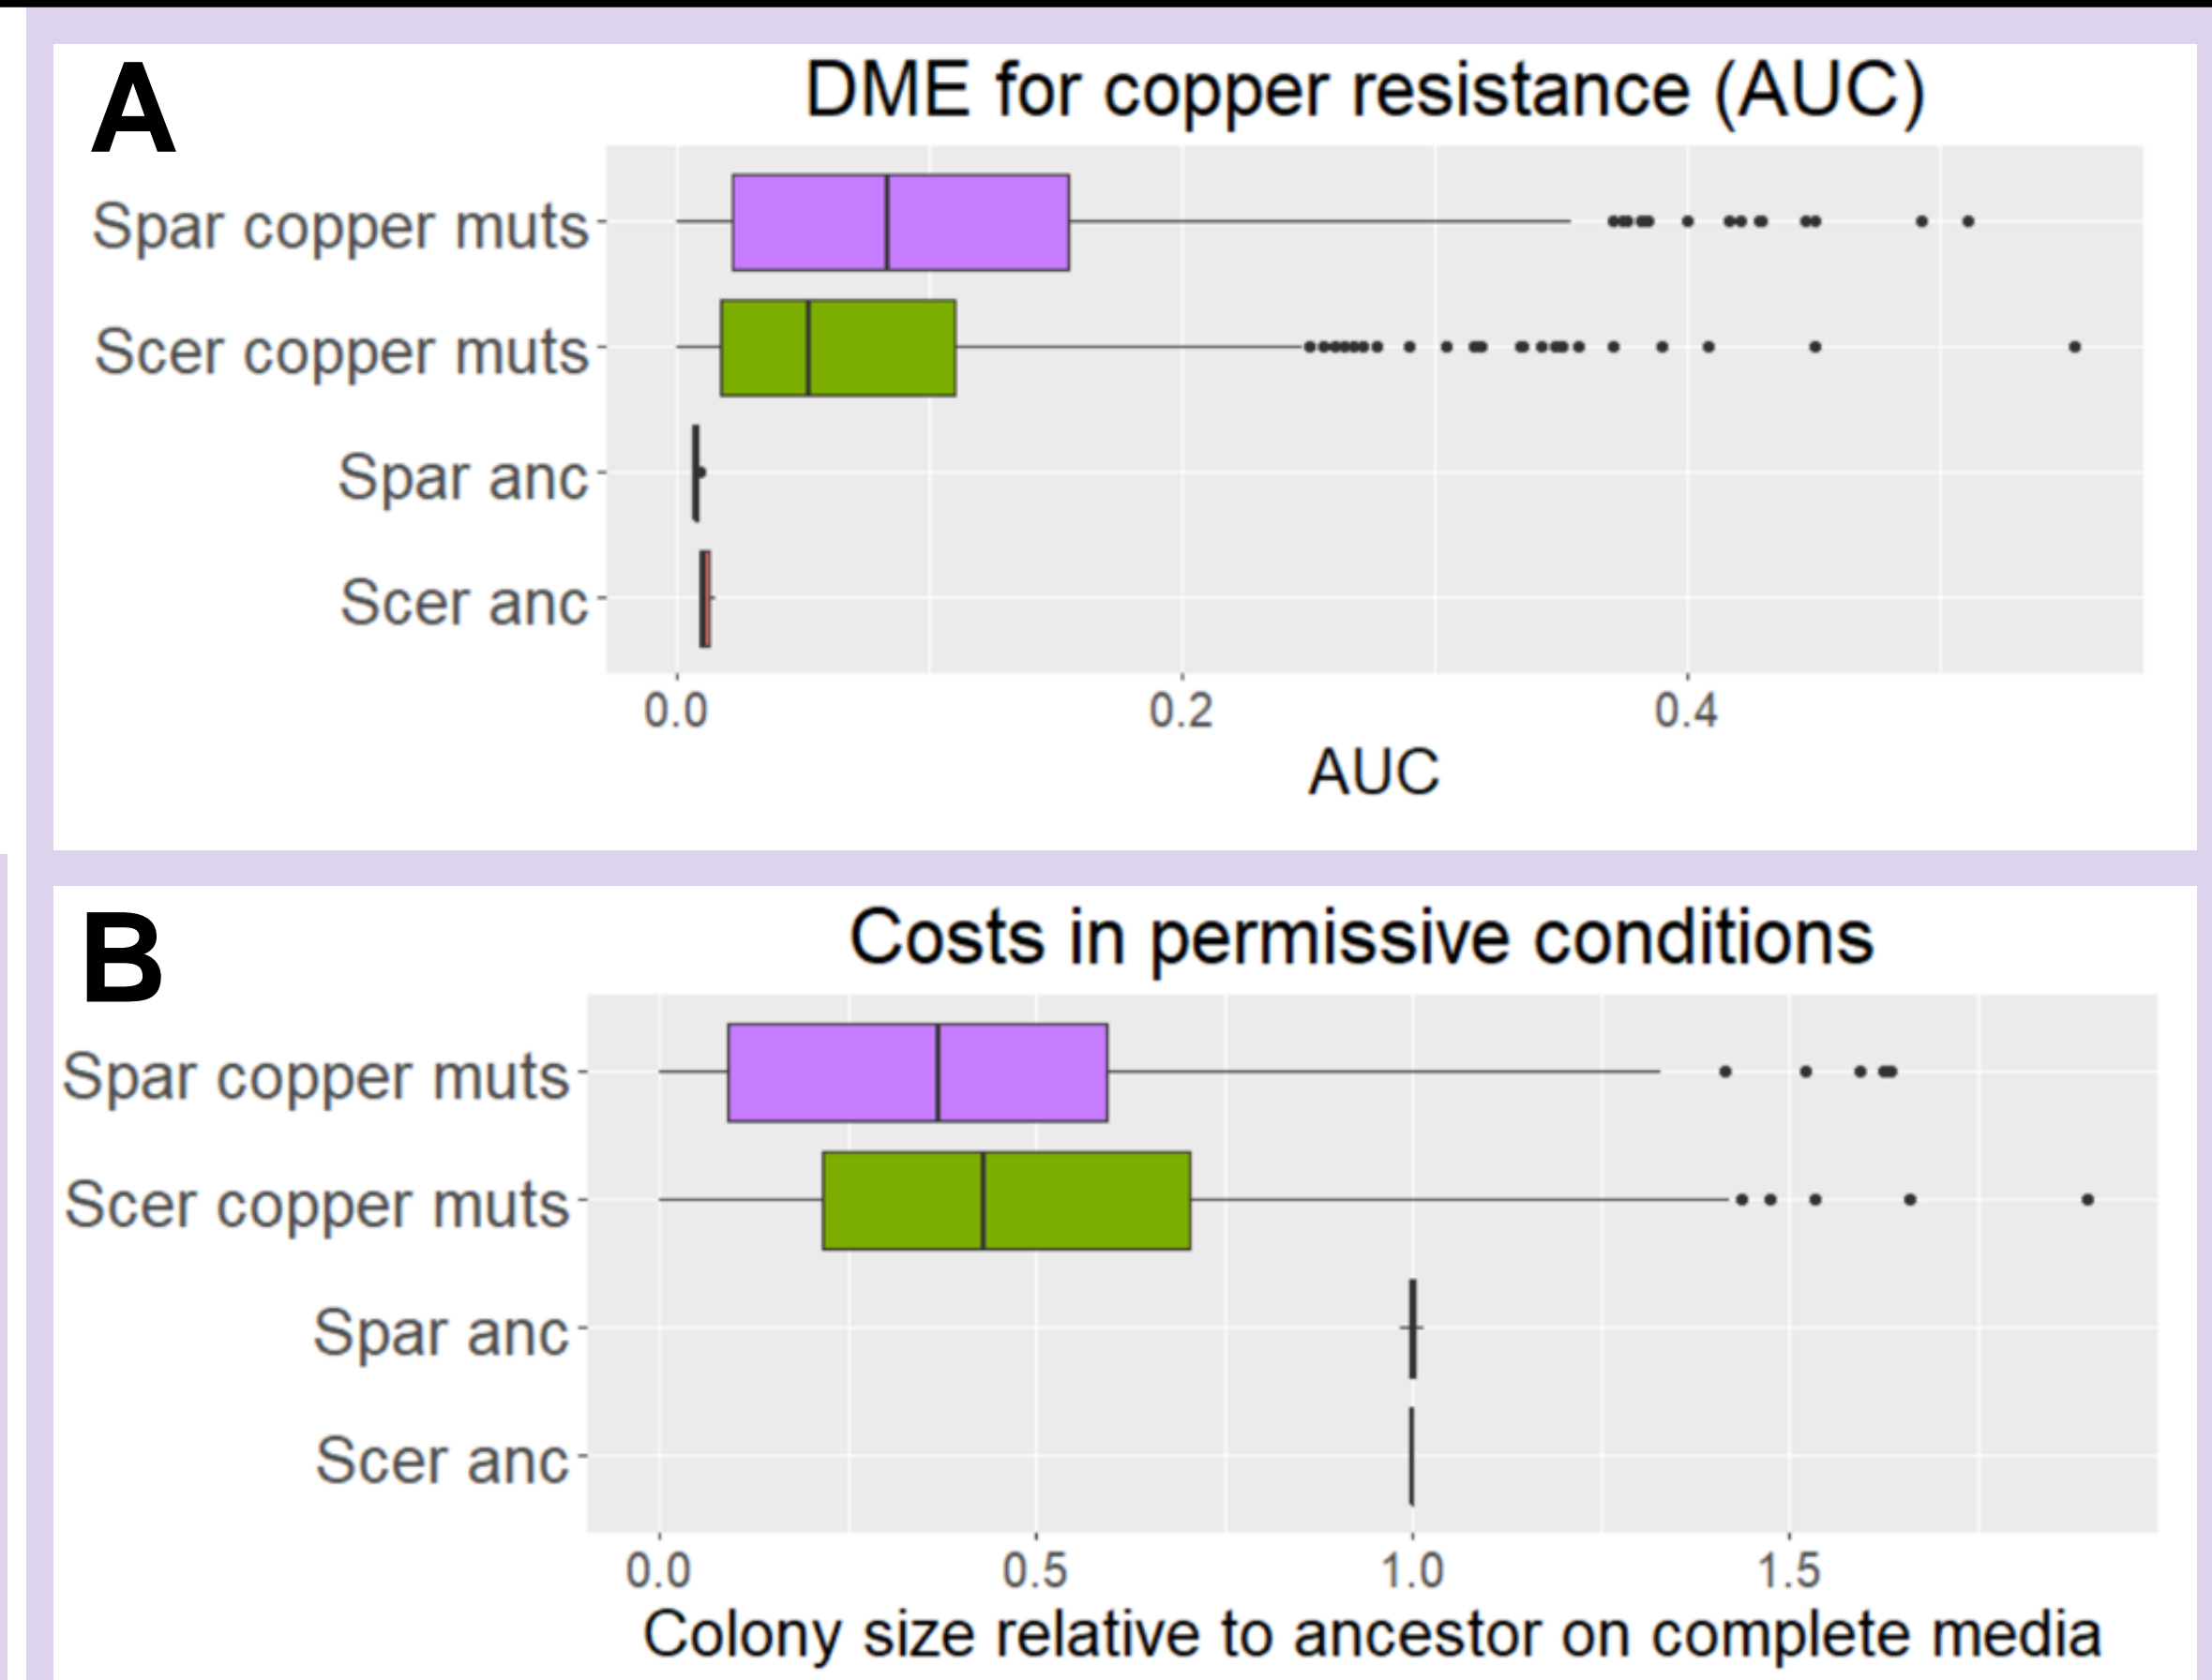 A
DME for copper resistance (AUC)
Spar copper muts
Scer copper muts
Spar anc
Scer anc
0.0 0.2 0.4
AUC
B
Costs in permissive conditions
Spar copper muts
Scer copper muts
Spar anc
Scer anc
0.0 0.5 1.0 1.5
Colony size relative to ancestor on complete media